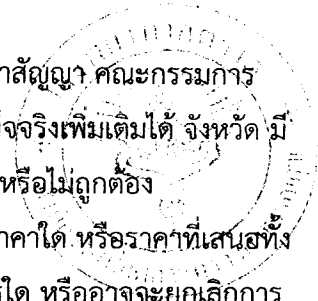 าสัญญา คณะกรรมการ
จจริงเพิ่มเติมได้ จังหวัด มี
หรือไม่ถูกต้อง
าคาใด หรือราคาที่เสนอทั้ง
รใด หรืออาจจะยกเลิกการ